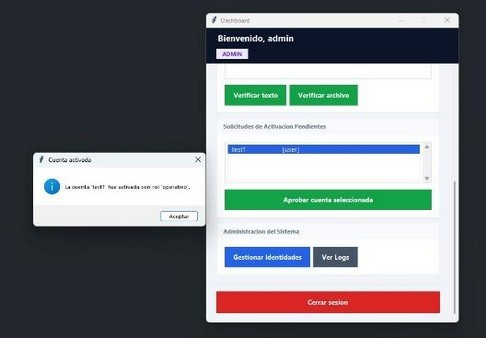 Dashboard
Bienvenido, admin
ADMIN
Verificar texto
Verificar archivo
Solicitudes de Activacion Pendientes
test1 [user]
Aprobar cuenta seleccionada
Administracion del Sistema
Gestionar Identidades
Ver Logs
Cerrar sesion
Cuenta activada
La cuenta 'test1' fue activada con rol 'operativo'.
Aceptar